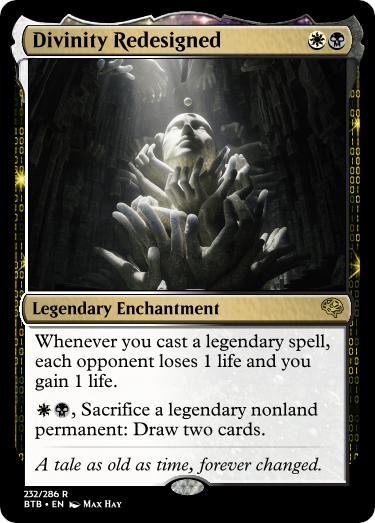 Divinity Redesigned
Legendary Enchantment
Whenever you cast a legendary spell,
each opponent loses 1 life and you
gain 1 life.
, Sacrifice a legendary nonland
permanent: Draw two cards.
A tale as old as time, forever changed.
232/286 R
BTB • EN Max Hay